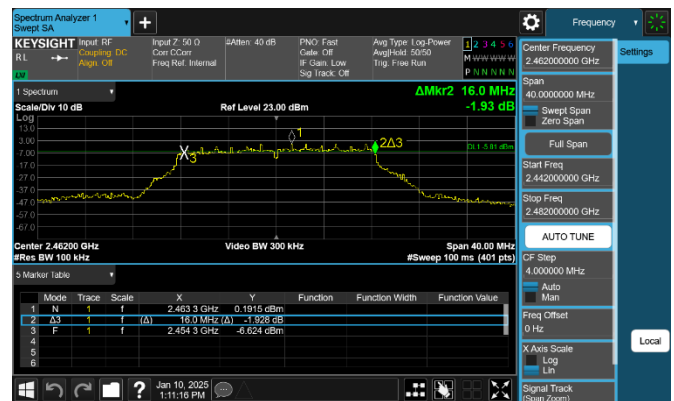 Spectrum Analyzer 1
Swept SA
Frequency
KEYSIGHT
RL
Input: RF
Coupling: DC
Align: Off
Input Z: 50 Ω
Corr CCorr
Freq Ref: Internal
#Atten: 40 dB
PNO: Fast
Gate: Off
IF Gain: Low
Sig Track: Off
Avg Type: Log-Power
Avg|Hold: 50/50
Trig: Free Run
1 2 3 4 5 6
M W W W W W
P N N N N N
LXI
1 Spectrum
Scale/Div 10 dB
Ref Level 23.00 dBm
ΔMkr2 16.0 MHz
-1.93 dB
Log
13.0
3.00
-7.00
-17.0
-27.0
-37.0
-47.0
-57.0
-67.0
X3
1
2Δ3
DL1 -5.81 dBm
Center 2.46200 GHz
#Res BW 100 kHz
Video BW 300 kHz
Span 40.00 MHz
#Sweep 100 ms (401 pts)
5 Marker Table
Mode Trace Scale X Y Function Function Width Function Value
1 N 1 f 2.463 3 GHz 0.1915 dBm
2 Δ3 1 f (Δ) 16.0 MHz (Δ) -1.928 dB
3 F 1 f 2.454 3 GHz -6.624 dBm
4
5
6
Jan 10, 2025
1:11:16 PM
Center Frequency
2.462000000 GHz
Settings
Span
40.0000000 MHz
Swept Span
Zero Span
Full Span
Start Freq
2.442000000 GHz
Stop Freq
2.482000000 GHz
AUTO TUNE
CF Step
4.000000 MHz
Auto
Man
Freq Offset
0 Hz
X Axis Scale
Log
Lin
Local
Signal Track
(Span Zoom)